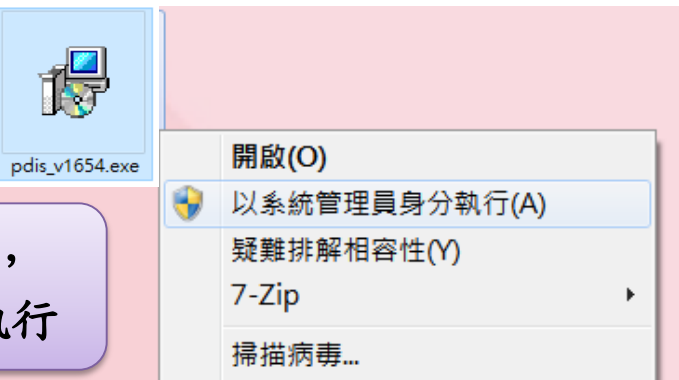 pdis_v1654.exe
開啟(O)
以系統管理員身分執行(A)
疑難排解相容性(Y)
7-Zip
掃描病毒...
，
行